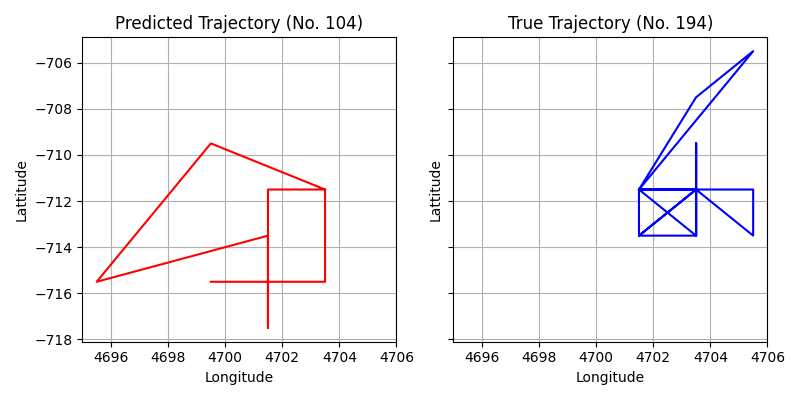 Predicted Trajectory (No. 104)
True Trajectory (No. 194)
Lattitude
−706
−708
−710
−712
−714
−716
−718
4696 4698 4700 4702 4704 4706
Longitude
Lattitude
4696 4698 4700 4702 4704 4706
Longitude